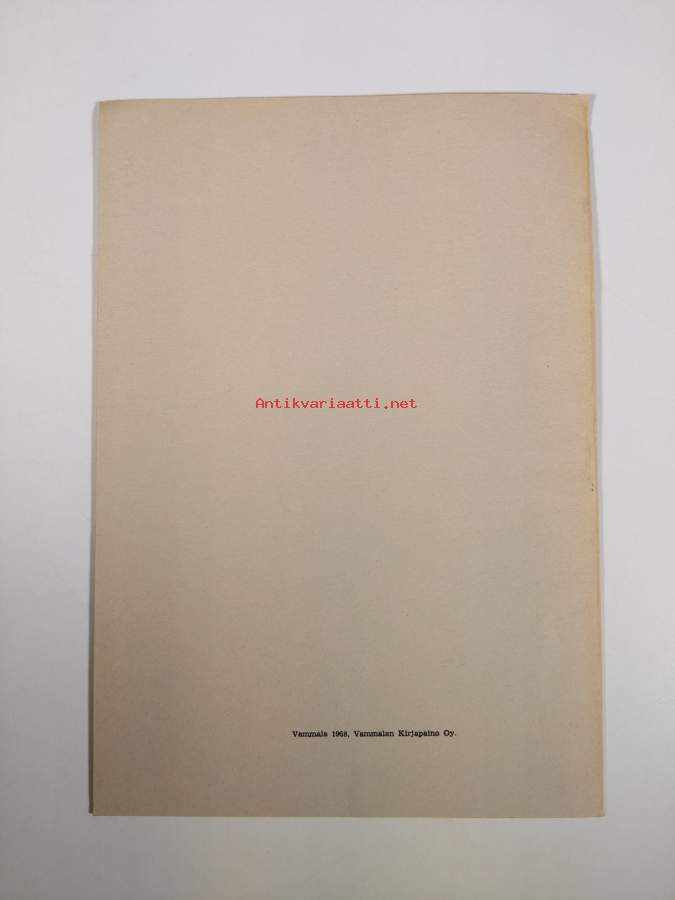 Antikvariaatti.net
Vammala 1968, Vammalan Kirjapaino Oy.